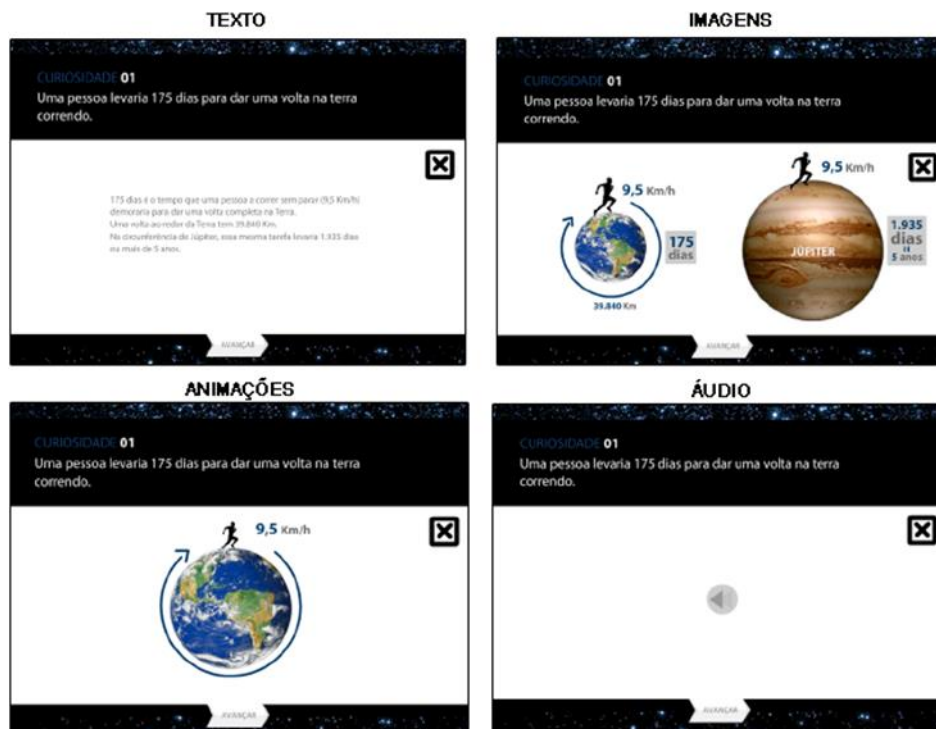 TEXTO
CURIOSIDADE 01
Uma pessoa levaria 175 dias para dar uma volta na terra
correndo.
175 dias é o tempo que uma pessoa a correr sem parar (9,5 Km/h)
demoraria para dar uma volta completa na Terra.
Uma volta ao redor da Terra tem 39.840 Km.
Na circunferência de Júpiter, essa mesma tarefa levaria 1.935 dias
ou mais de 5 anos.
AVANÇAR
IMAGENS
CURIOSIDADE 01
Uma pessoa levaria 175 dias para dar uma volta na terra
correndo.
9,5 Km/h
175
dias
39.840 Km
9,5 Km/h
JÚPITER
1.935
dias
=
5 anos
AVANÇAR
ANIMAÇÕES
CURIOSIDADE 01
Uma pessoa levaria 175 dias para dar uma volta na terra
correndo.
9,5 Km/h
AVANÇAR
ÁUDIO
CURIOSIDADE 01
Uma pessoa levaria 175 dias para dar uma volta na terra
correndo.
AVANÇAR